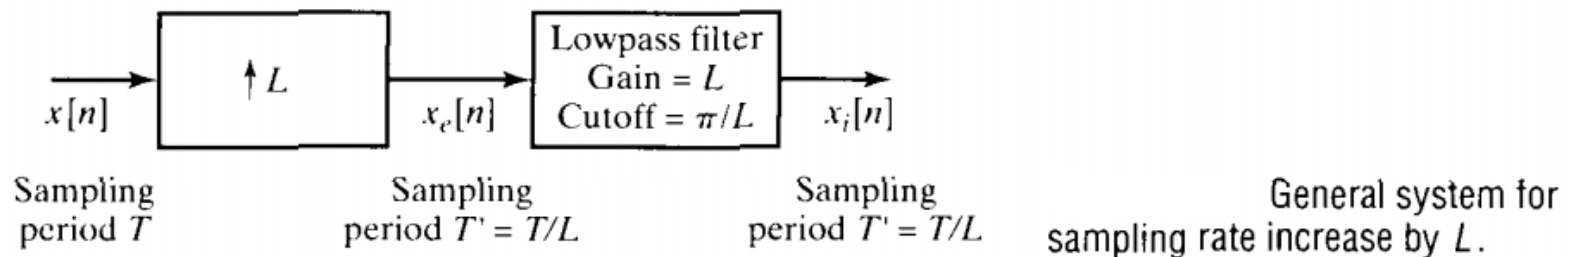 ↑ L
Lowpass filter
Gain = L
Cutoff = π/L
x[n]
xₑ[n]
xᵢ[n]
Sampling
period T
Sampling
period T' = T/L
Sampling
period T' = T/L
General system for
sampling rate increase by L.